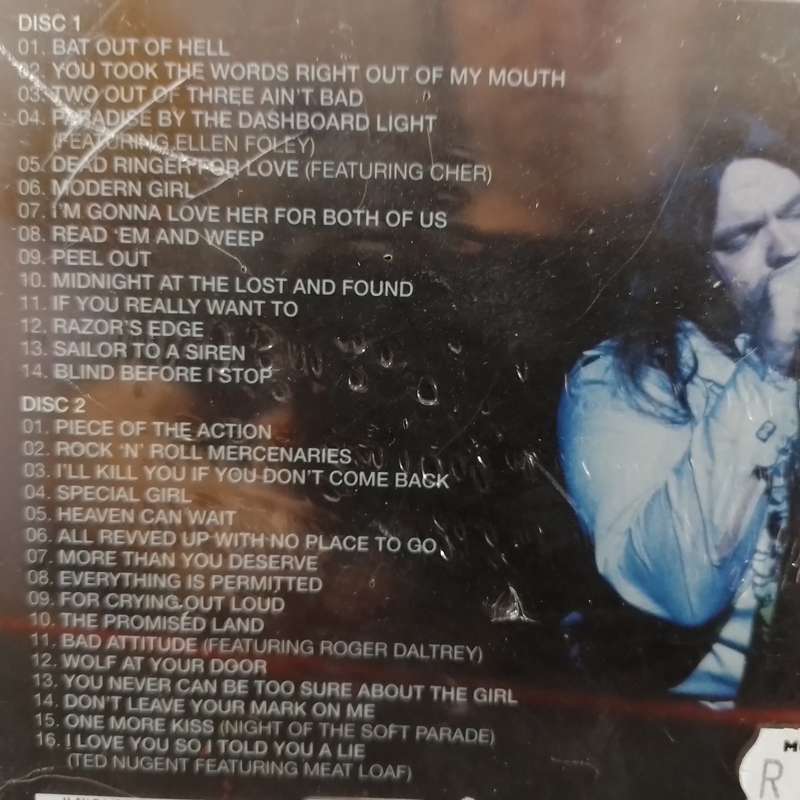 DISC 1
01. BAT OUT OF HELL
02. YOU TOOK THE WORDS RIGHT OUT OF MY MOUTH
03. TWO OUT OF THREE AIN'T BAD
04. PARADISE BY THE DASHBOARD LIGHT
(FEATURING ELLEN FOLEY)
05. DEAD RINGER FOR LOVE (FEATURING CHER)
06. MODERN GIRL
07. I'M GONNA LOVE HER FOR BOTH OF US
08. READ 'EM AND WEEP
09. PEEL OUT
10. MIDNIGHT AT THE LOST AND FOUND
11. IF YOU REALLY WANT TO
12. RAZOR'S EDGE
13. SAILOR TO A SIREN
14. BLIND BEFORE I STOP
DISC 2
01. PIECE OF THE ACTION
02. ROCK 'N' ROLL MERCENARIES
03. I'LL KILL YOU IF YOU DON'T COME BACK
04. SPECIAL GIRL
05. HEAVEN CAN WAIT
06. ALL REVVED UP WITH NO PLACE TO GO
07. MORE THAN YOU DESERVE
08. EVERYTHING IS PERMITTED
09. FOR CRYING OUT LOUD
10. THE PROMISED LAND
11. BAD ATTITUDE (FEATURING ROGER DALTREY)
12. WOLF AT YOUR DOOR
13. YOU NEVER CAN BE TOO SURE ABOUT THE GIRL
14. DON'T LEAVE YOUR MARK ON ME
15. ONE MORE KISS (NIGHT OF THE SOFT PARADE)
16. I LOVE YOU SO I TOLD YOU A LIE
(TED NUGENT FEATURING MEAT LOAF)
R